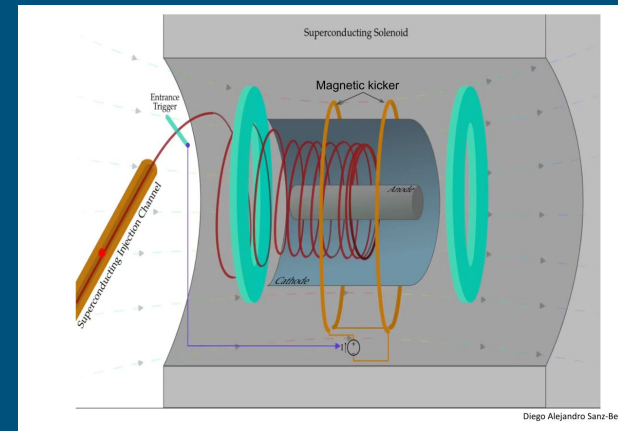 Superconducting Solenoid
Magnetic kicker
Entrance
Trigger
Anode
Superconducting Injection Channel
Cathode
Diego Alejandro Sanz-Be